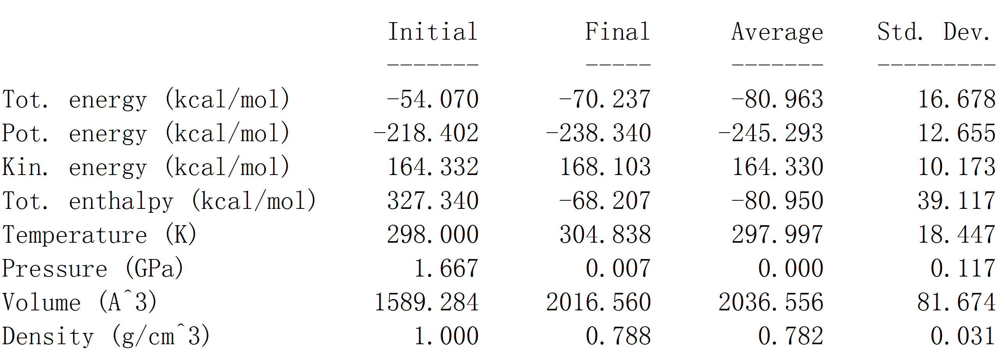 Initial Final Average Std. Dev.
------- ----- ------- ---------
Tot. energy (kcal/mol) -54.070 -70.237 -80.963 16.678
Pot. energy (kcal/mol) -218.402 -238.340 -245.293 12.655
Kin. energy (kcal/mol) 164.332 168.103 164.330 10.173
Tot. enthalpy (kcal/mol) 327.340 -68.207 -80.950 39.117
Temperature (K) 298.000 304.838 297.997 18.447
Pressure (GPa) 1.667 0.007 0.000 0.117
Volume (A^3) 1589.284 2016.560 2036.556 81.674
Density (g/cm^3) 1.000 0.788 0.782 0.031